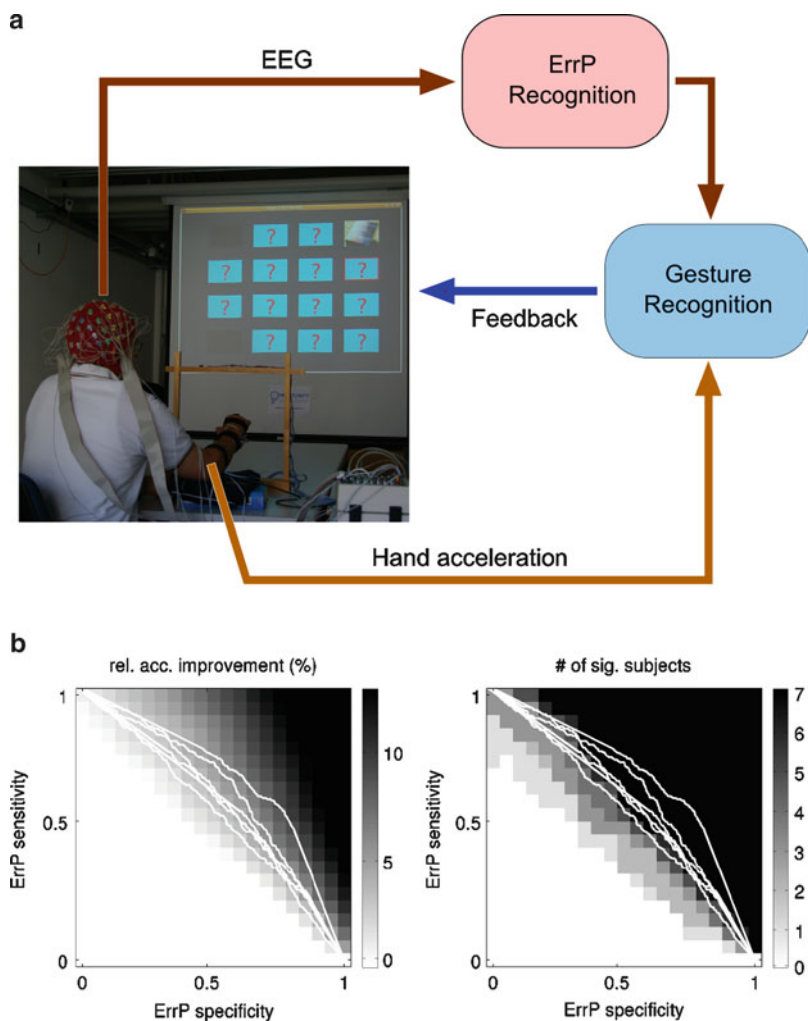 a
EEG
ErrP
Recognition
? ?
? ? ? ?
? ? ? ?
? ? ?
Gesture
Recognition
Feedback
Hand acceleration
b
rel. acc. improvement (%)
# of sig. subjects
1
0.5
0
ErrP sensitivity
0
0.5
1
ErrP specificity
10
5
0
1
0.5
0
ErrP sensitivity
0
0.5
1
ErrP specificity
7
6
5
4
3
2
1
0